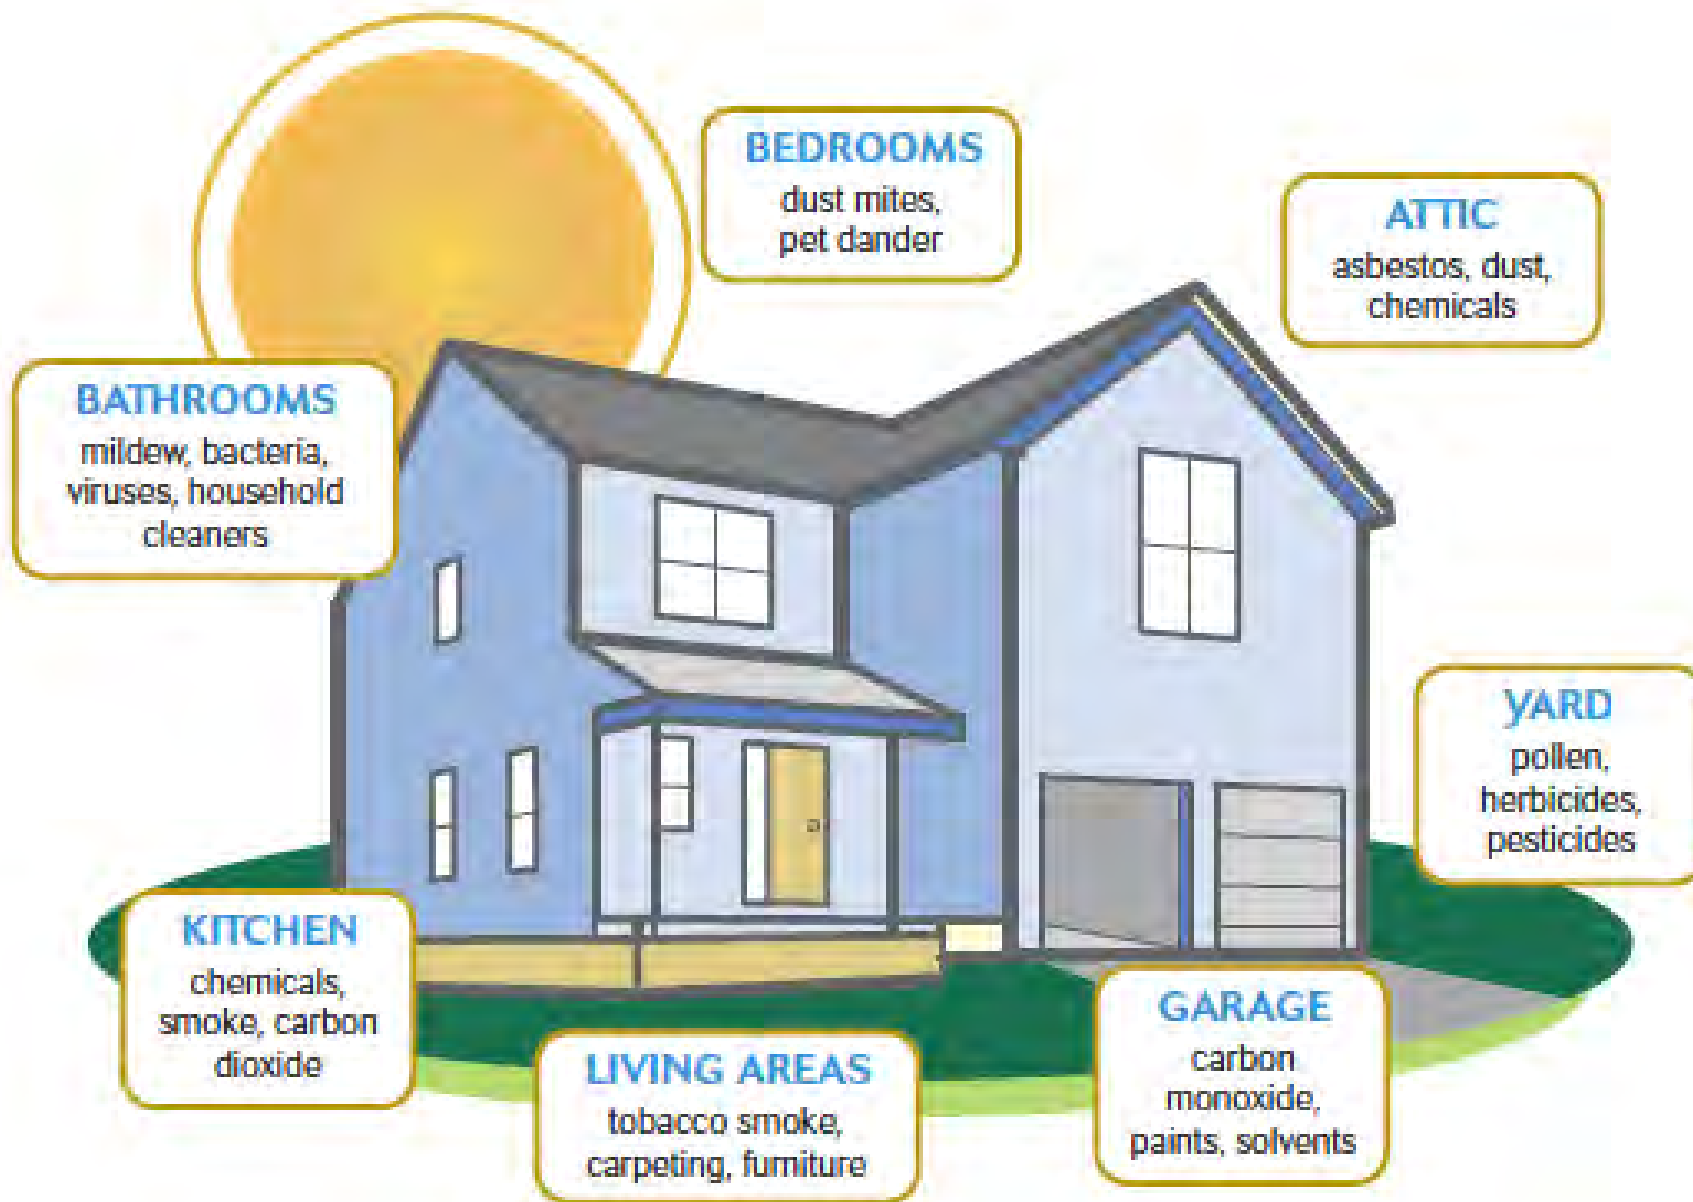 BEDROOMS
dust mites,
pet dander
ATTIC
asbestos, dust,
chemicals
BATHROOMS
mildew, bacteria,
viruses, household
cleaners
YARD
pollen,
herbicides,
pesticides
KITCHEN
chemicals,
smoke, carbon
dioxide
LIVING AREAS
tobacco smoke,
carpeting, furniture
GARAGE
carbon
monoxide,
paints, solvents